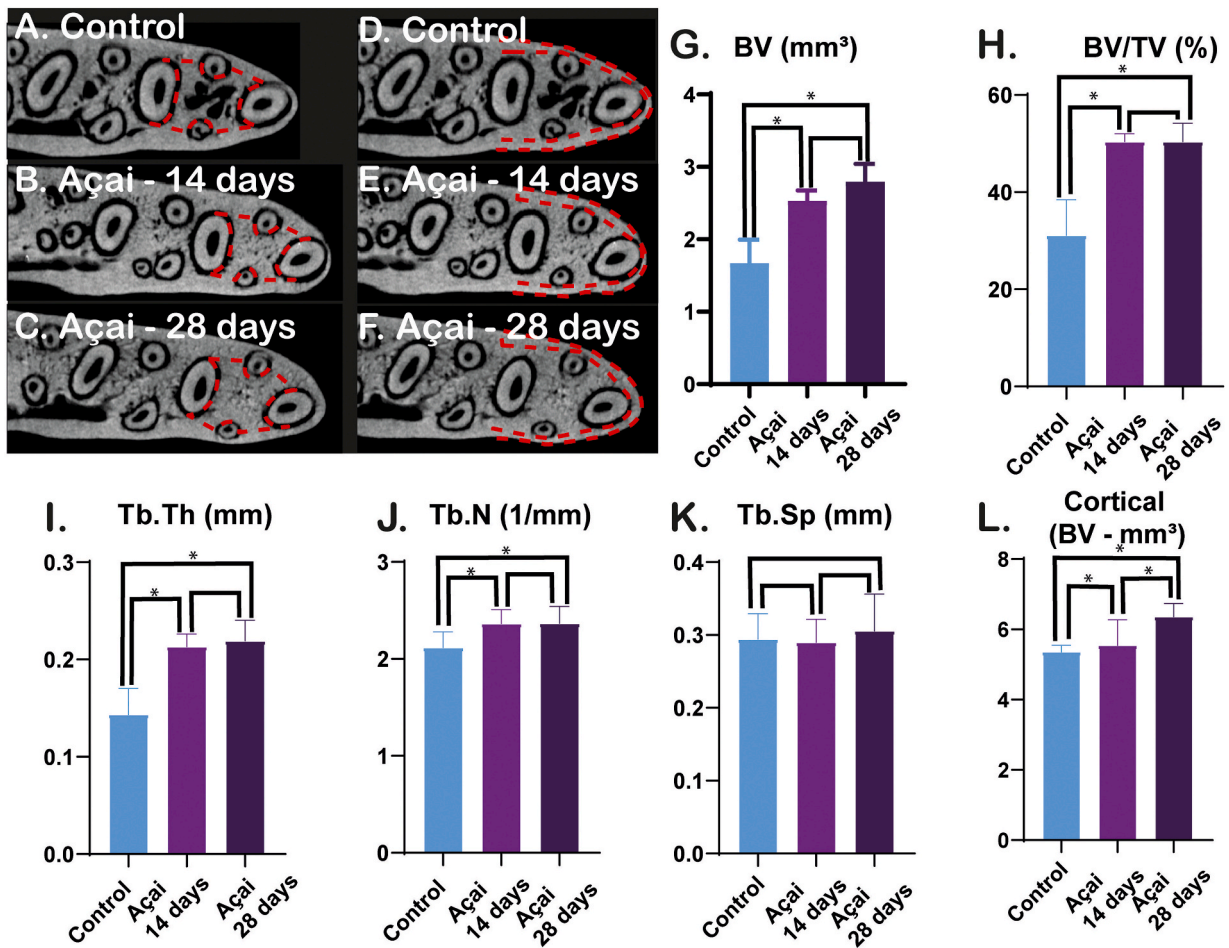 A. Control
B. Açai - 14 days
C. Açai - 28 days
D. Control
E. Açai - 14 days
F. Açai - 28 days
G. BV (mm³)
4
3
2
1
0
*
*
Control
Açai
14 days
Açai
28 days
H. BV/TV (%)
60
40
20
0
*
*
Control
Açai
14 days
Açai
28 days
I. Tb.Th (mm)
0.3
0.2
0.1
0.0
*
*
Control
Açai
14 days
Açai
28 days
J. Tb.N (1/mm)
3
2
1
0
*
*
Control
Açai
14 days
Açai
28 days
K. Tb.Sp (mm)
0.4
0.3
0.2
0.1
0.0
Control
Açai
14 days
Açai
28 days
L. Cortical
(BV - mm³)
8
6
4
2
0
*
*
*
Control
Açai
14 days
Açai
28 days